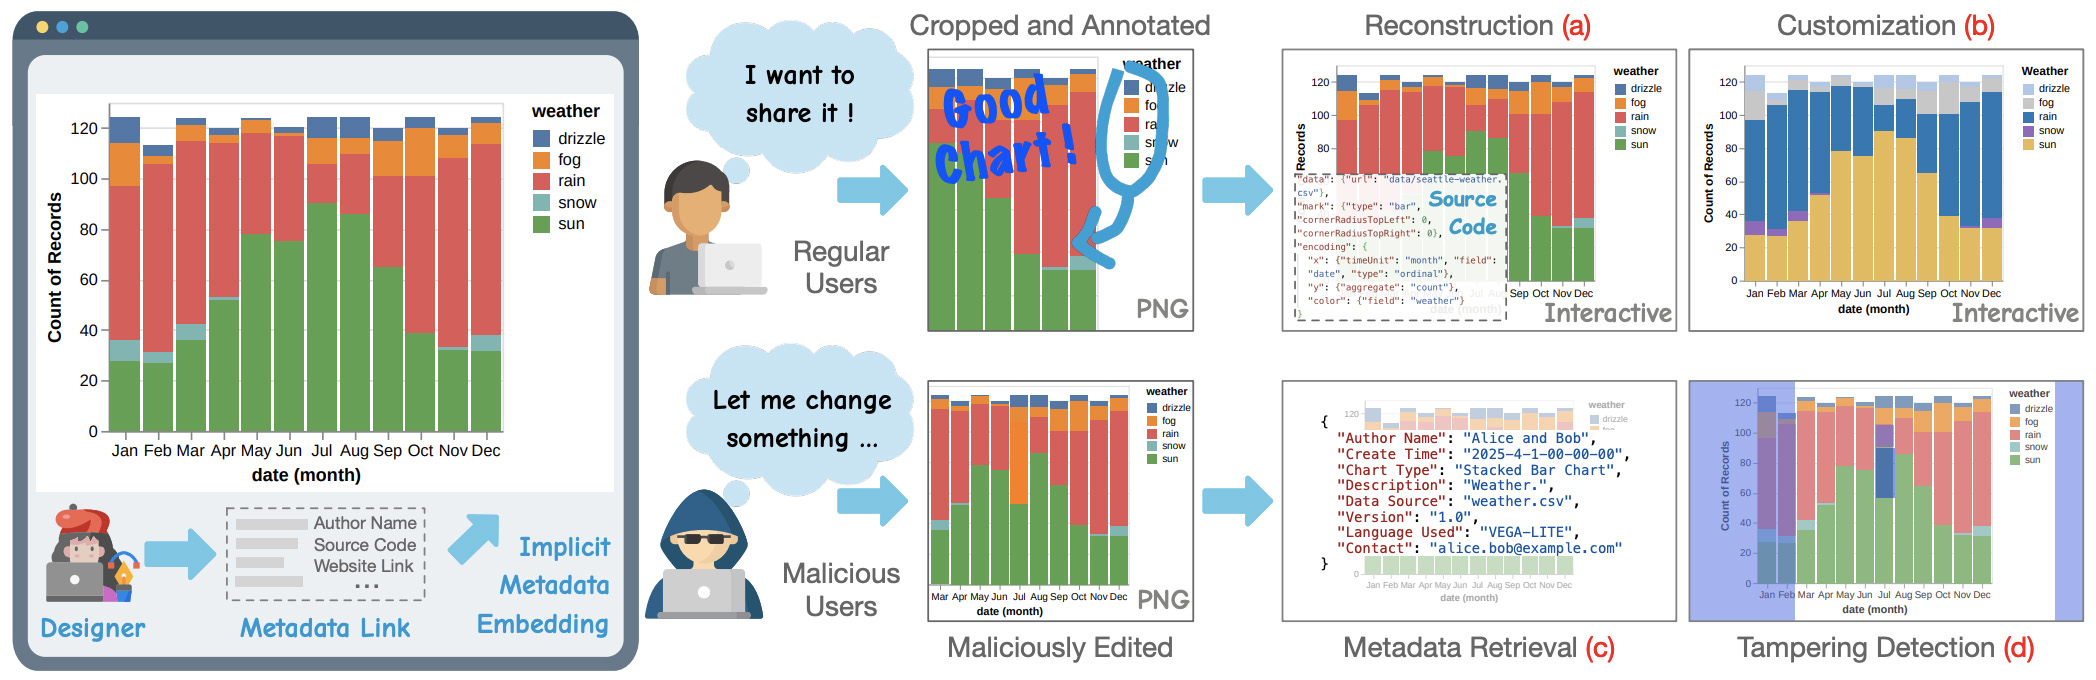 120
100
80
60
40
20
0
Count of Records
Jan Feb Mar Apr May Jun Jul Aug Sep Oct Nov Dec
date (month)
weather
drizzle
fog
rain
snow
sun
Designer
Author Name
Source Code
Website Link
...
Metadata Link
Implicit
Metadata
Embedding
I want to
share it !
Regular
Users
Let me change
something ...
Malicious
Users
Cropped and Annotated
weather
drizzle
fog
rain
snow
sun
Good
Chart!
PNG
Reconstruction (a)
120
100
80
Records
weather
drizzle
fog
rain
snow
sun
"data": {"url": "data/seattle-weather.
csv"},
"mark": {"type": "bar",
"cornerRadiusTopLeft": 0,
"cornerRadiusTopRight": 0},
"encoding": {
"x": {"timeUnit": "month", "field":
"date", "type": "ordinal"},
"y": {"aggregate": "count"},
"color": {"field": "weather"}
}
Source
Code
Jul Aug Sep Oct Nov Dec
date (month)
Interactive
Customization (b)
120
100
80
60
40
20
0
Count of Records
Jan Feb Mar Apr May Jun Jul Aug Sep Oct Nov Dec
date (month)
Weather
drizzle
fog
rain
snow
sun
Interactive
weather
drizzle
fog
rain
snow
sun
Mar Apr May Jun Jul Aug Sep Oct Nov Dec
date (month)
PNG
Maliciously Edited
120
weather
drizzle
{
"Author Name": "Alice and Bob",
"Create Time": "2025-4-1-00-00-00",
"Chart Type": "Stacked Bar Chart",
"Description": "Weather.",
"Data Source": "weather.csv",
"Version": "1.0",
"Language Used": "VEGA-LITE",
"Contact": "alice.bob@example.com"
}
0
Jan Feb Mar Apr May Jun Jul Aug Sep Oct Nov Dec
date (month)
Metadata Retrieval (c)
120
100
80
60
40
20
0
Count of Records
Jan Feb Mar Apr May Jun Jul Aug Sep Oct Nov Dec
date (month)
weather
drizzle
fog
rain
snow
sun
Tampering Detection (d)